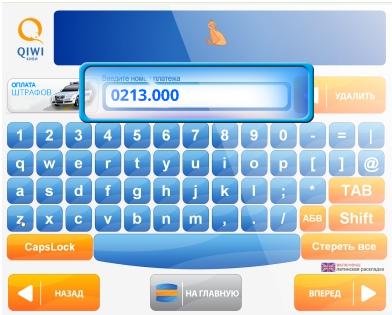 QIWI
КИВИ
ОПЛАТА
ШТРАФОВ
Введите номер платежа
0213.000
УДАЛИТЬ
1 2 3 4 5 6 7 8 9 0 - = |
q w e r t y u i o p [ ] @
a s d f g h j k l ; * TAB
z x c v b n m , . / АБВ Shift
CapsLock
Стереть все
включена
латинская раскладка
НАЗАД
НА ГЛАВНУЮ
ВПЕРЕД